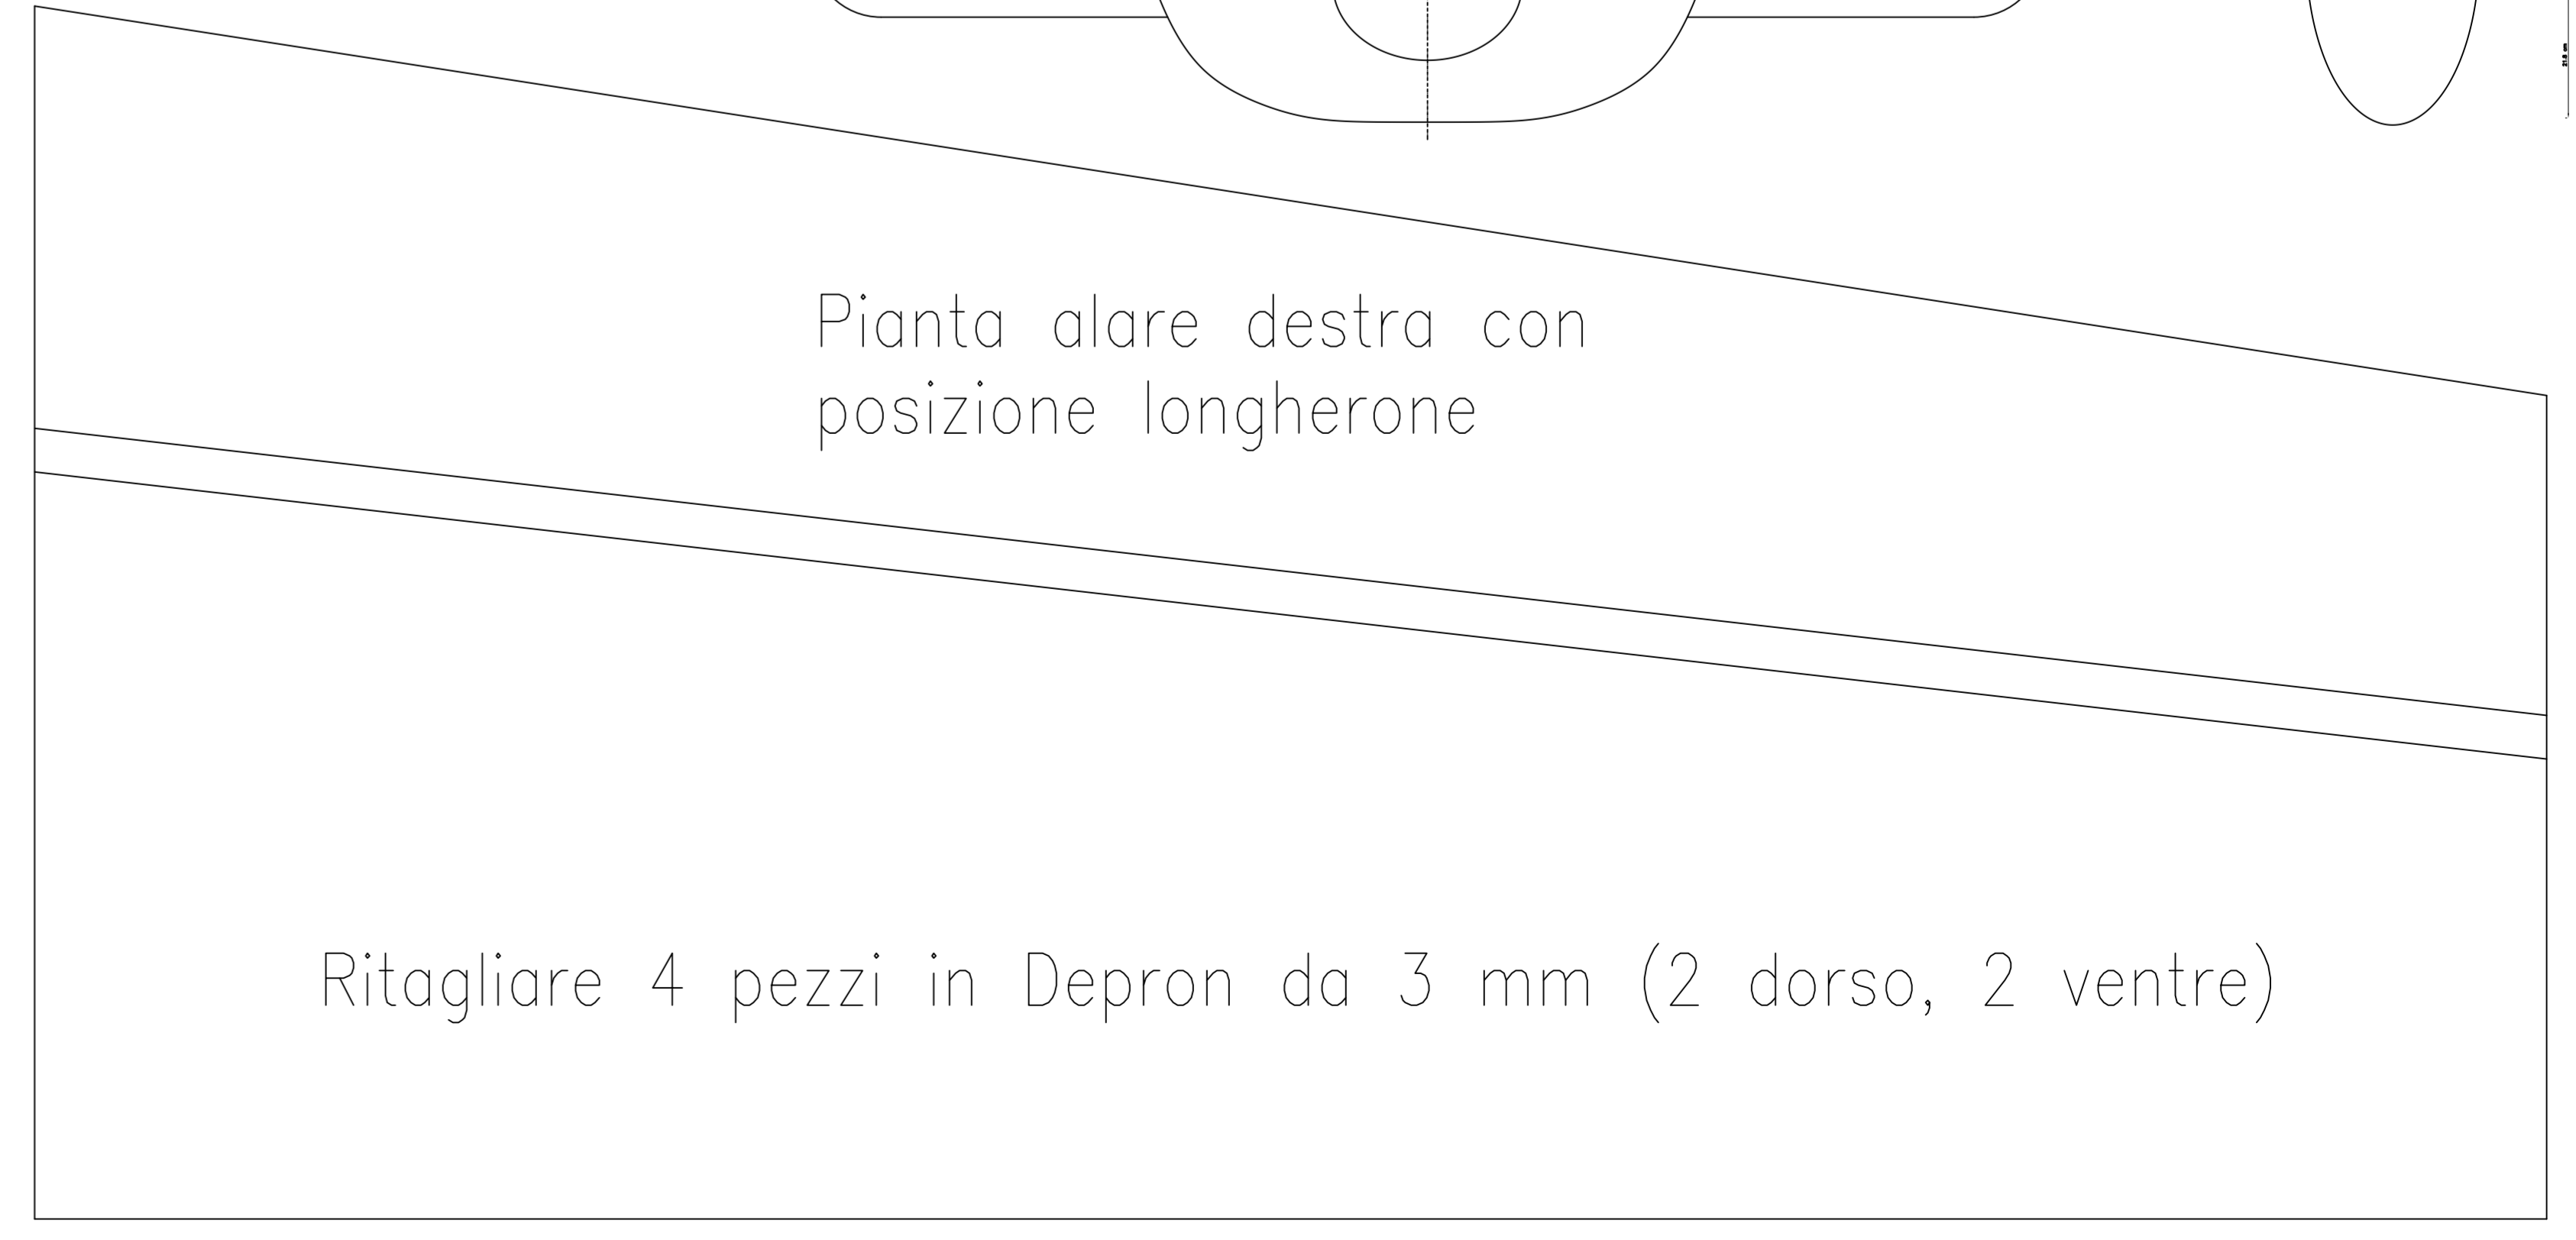 Pianta alare destra con
posizione longherone
Ritagliare 4 pezzi in Depron da 3 mm (2 dorso, 2 ventre)